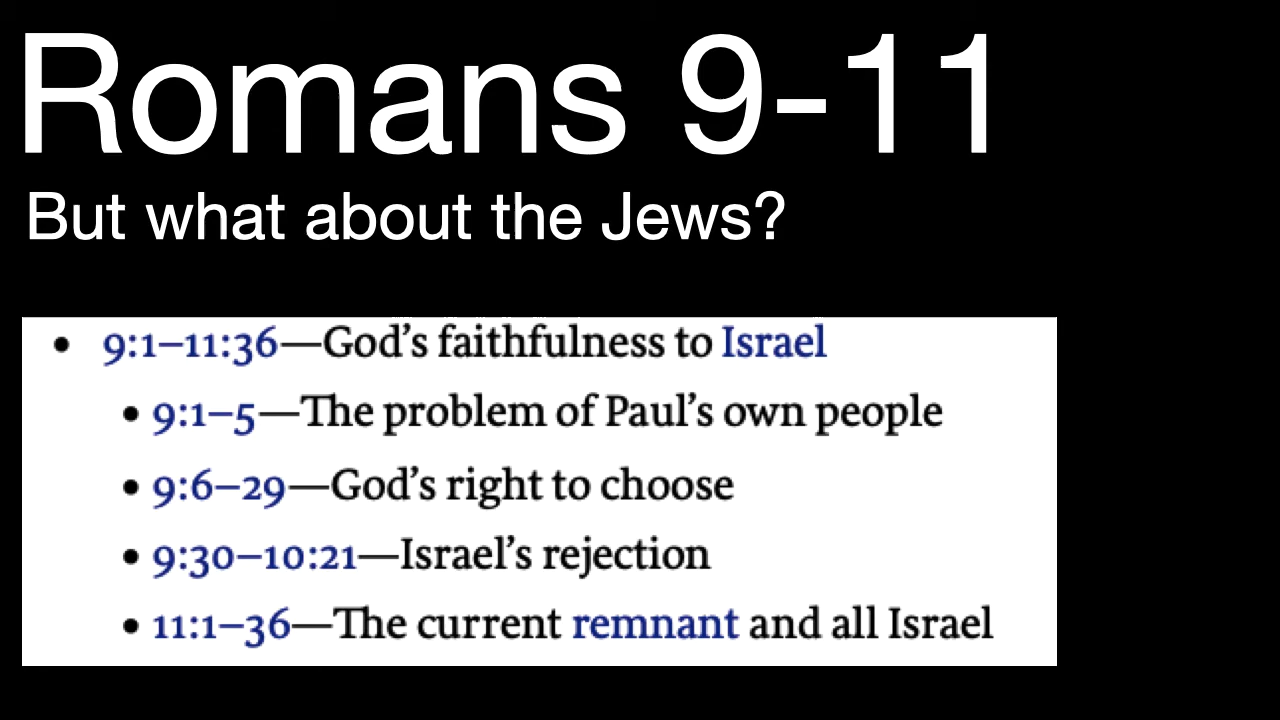 Romans 9-11
But what about the Jews?
• 9:1–11:36—God’s faithfulness to Israel
• 9:1–5—The problem of Paul’s own people
• 9:6–29—God’s right to choose
• 9:30–10:21—Israel’s rejection
• 11:1–36—The current remnant and all Israel